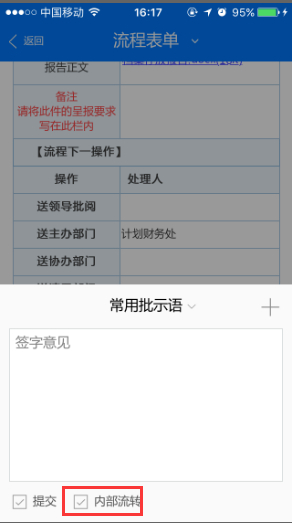 中国移动 16:17 95%
返回 流程表单
报告正文
备注
请将此件的呈报要求
写在此栏内
【流程下一操作】
操作 处理人
送领导批阅
送主办部门 计划财务处
送协办部门
常用批示语
签字意见
提交 内部流转